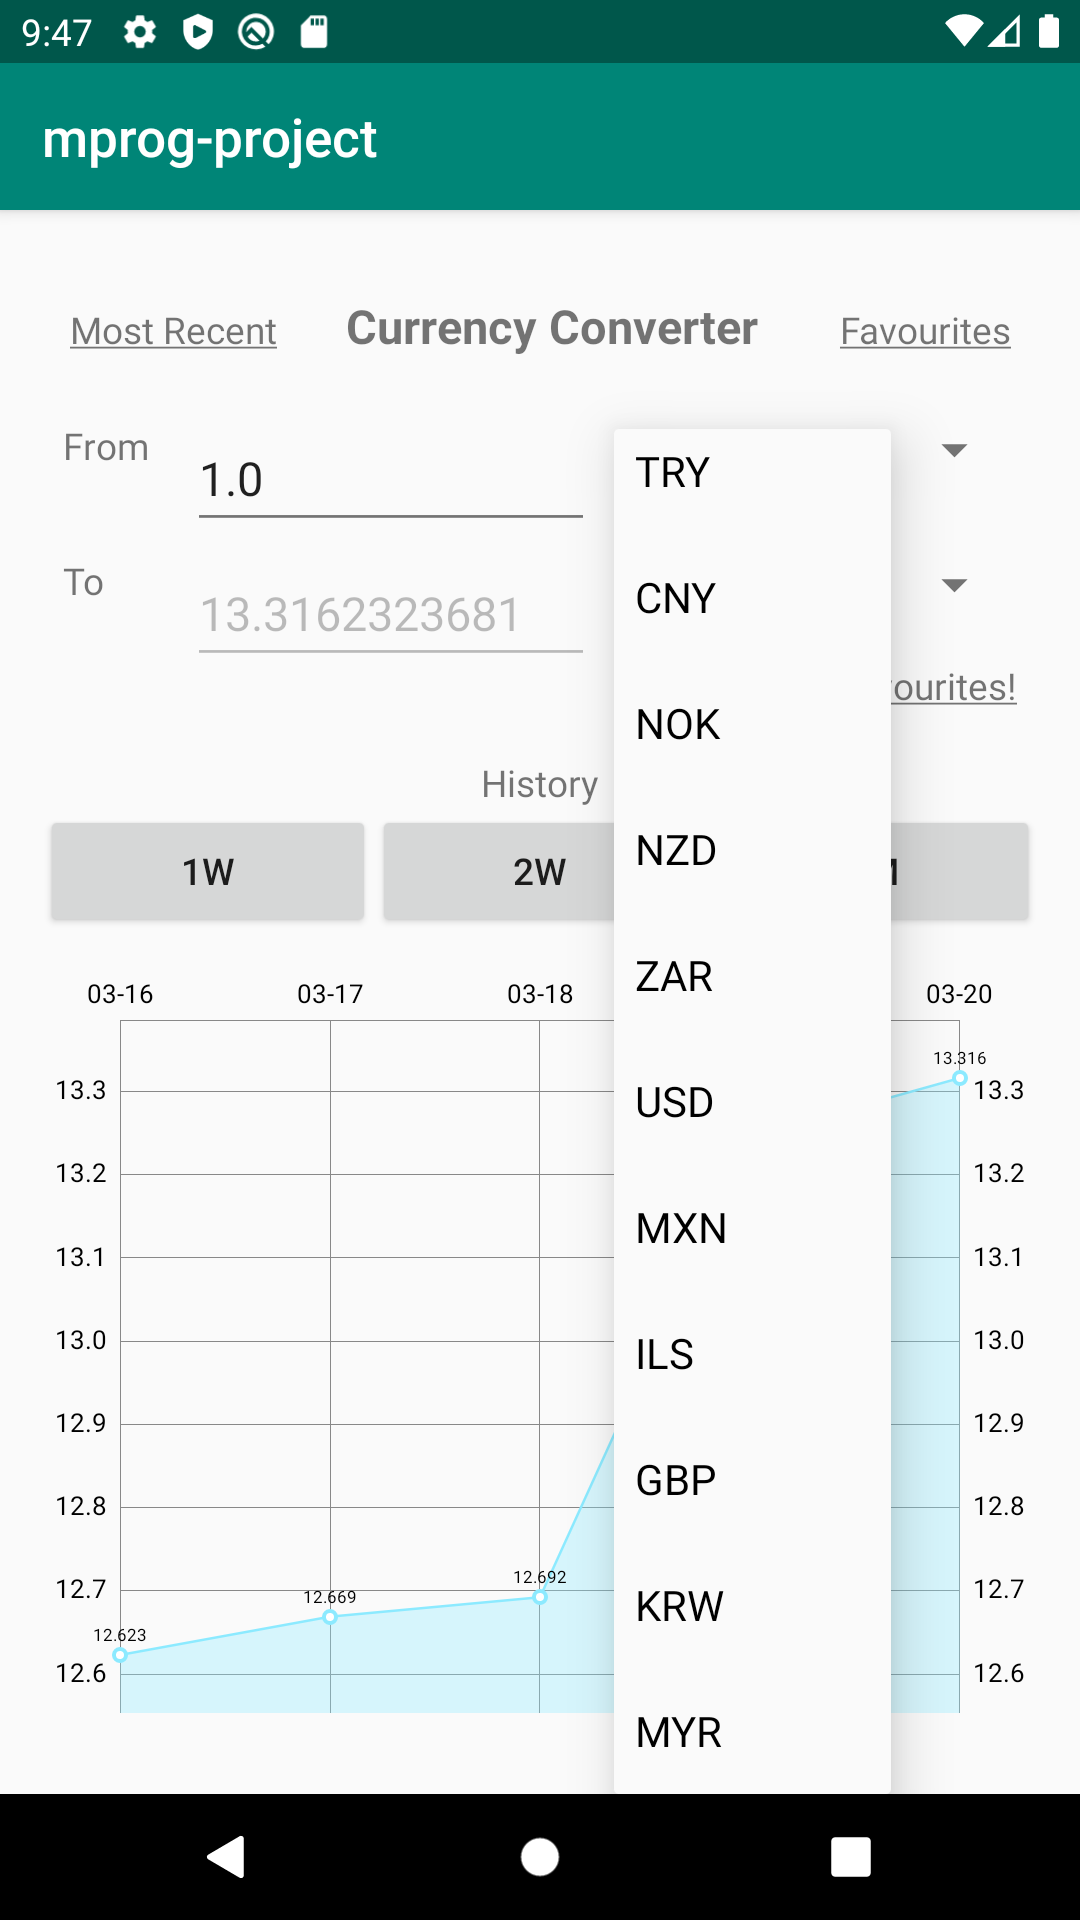 9:47
mprog-project
Most Recent
Currency Converter
Favourites
From
1.0
To
13.3162323681
ourites!
History
1W
2W
TRY
CNY
NOK
NZD
ZAR
USD
MXN
ILS
GBP
KRW
MYR
03-16
03-17
03-18
03-20
13.3
13.2
13.1
13.0
12.9
12.8
12.7
12.6
12.623
12.669
12.692
13.316
13.3
13.2
13.1
13.0
12.9
12.8
12.7
12.6